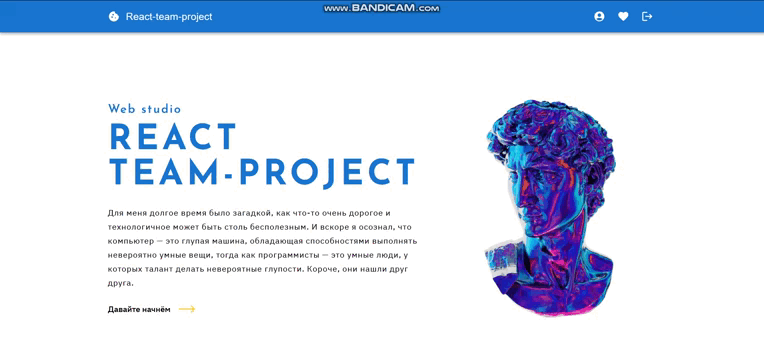 www.BANDICAM.com
React-team-project
Web studio
REACT
TEAM-PROJECT
Для меня долгое время было загадкой, как что-то очень дорогое и
технологичное может быть столь бесполезным. И вскоре я осознал, что
компьютер — это глупая машина, обладающая способностями выполнять
невероятно умные вещи, тогда как программисты — это умные люди, у
которых талант делать невероятные глупости. Короче, они нашли друг
друга.
Давайте начнём